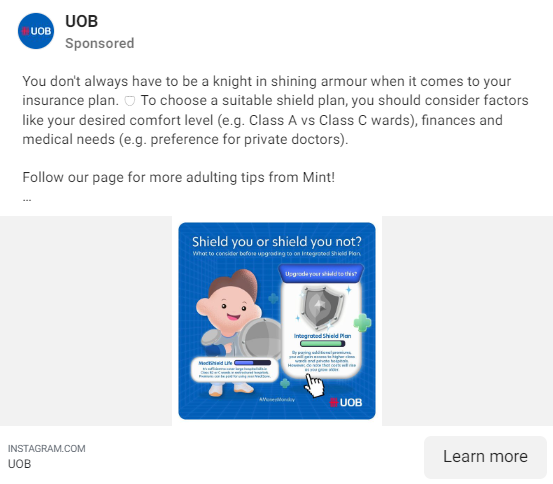 UOB
UOB
Sponsored
You don't always have to be a knight in shining armour when it comes to your
insurance plan. 🛡 To choose a suitable shield plan, you should consider factors
like your desired comfort level (e.g. Class A vs Class C wards), finances and
medical needs (e.g. preference for private doctors).
Follow our page for more adulting tips from Mint!
...
Shield you or shield you not?
What to consider before upgrading to an Integrated Shield Plan.
Upgrade your shield to this?
Integrated Shield Plan
By paying additional premiums,
you will gain access to higher class
wards and private hospitals.
However, do note that costs will rise
as you grow older.
MediShield Life
#MoneyMonday
UOB
INSTAGRAM.COM
UOB
Learn more